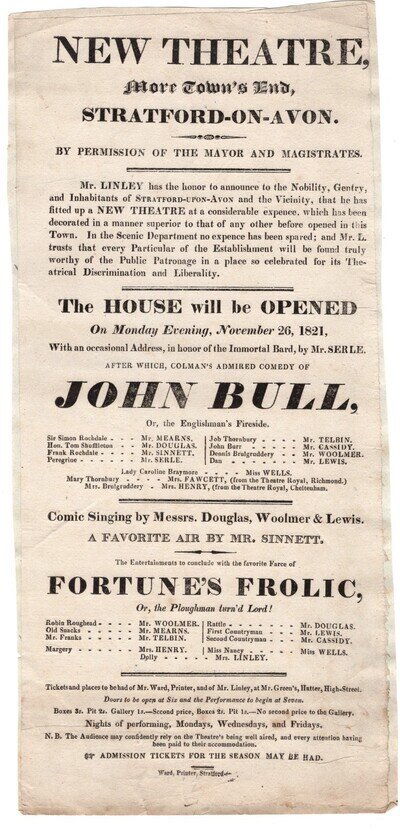 NEW THEATRE,
More Town's End,
STRATFORD-ON-AVON.
BY PERMISSION OF THE MAYOR AND MAGISTRATES.
Mr. LINLEY has the honor to announce to the Nobility, Gentry,
and Inhabitants of STRATFORD-UPON-AVON and the Vicinity, that he has
fitted up a NEW THEATRE at a considerable expence, which has been
decorated in a manner superior to that of any other before opened in this
Town. In the Scenic Department no expence has been spared; and Mr. L.
trusts that every Particular of the Establishment will be found truly
worthy of the Public Patronage in a place so celebrated for its The-
atrical Discrimination and Liberality.
The HOUSE will be OPENED
On Monday Evening, November 26, 1821,
With an occasional Address, in honor of the Immortal Bard, by Mr. SERLE.
AFTER WHICH, COLMAN'S ADMIRED COMEDY OF
JOHN BULL,
Or, the Englishman's Fireside.
Sir Simon Rochdale - - - Mr. MEARNS.
Hon. Tom Shuffleton - - Mr. DOUGLAS.
Frank Rochdale - - - Mr. SINNETT.
Peregrine - - - - Mr. SERLE.
Job Thornbury - - - - Mr. TELBIN.
John Burr - - - - Mr. CASSIDY.
Dennis Brulgruddery - - - Mr. WOOLMER.
Dan - - - - - - Mr. LEWIS.
Lady Caroline Braymore - - - - Miss WELLS.
Mary Thornbury - - - - Mrs. FAWCETT, (from the Theatre Royal, Richmond.)
Mrs. Brulgruddery - - Mrs. HENRY, (from the Theatre Royal, Cheltenham.
Comic Singing by Messrs. Douglas, Woolmer & Lewis.
A FAVORITE AIR BY MR. SINNETT.
The Entertainments to conclude with the favorite Farce of
FORTUNE'S FROLIC,
Or, the Ploughman turn'd Lord!
Robin Roughead - - - - Mr. WOOLMER.
Old Snacks - - - - - Mr. MEARNS.
Mr. Franks - - - - - Mr. TELBIN.
Rattle - - - - - - Mr. DOUGLAS.
First Countryman - - - Mr. LEWIS.
Second Countryman - - - Mr. CASSIDY.
Margery - - - - Mrs. HENRY.
Miss Nancy - - - - - Miss WELLS.
Dolly - - - - - Mrs. LINLEY.
Tickets and places to be had of Mr. Ward, Printer, and of Mr. Linley, at Mr. Green's, Hatter, High-Street.
Doors to be open at Six and the Performance to begin at Seven.
Boxes 3s. Pit 2s. Gallery 1s.—Second price, Boxes 2s. Pit 1s.—No second price to the Gallery.
Nights of performing, Mondays, Wednesdays, and Fridays.
N. B. The Audience may confidently rely on the Theatre's being well aired, and every attention having
been paid to their accommodation.
☞ ADMISSION TICKETS FOR THE SEASON MAY BE HAD.
Ward, Printer, Stratford